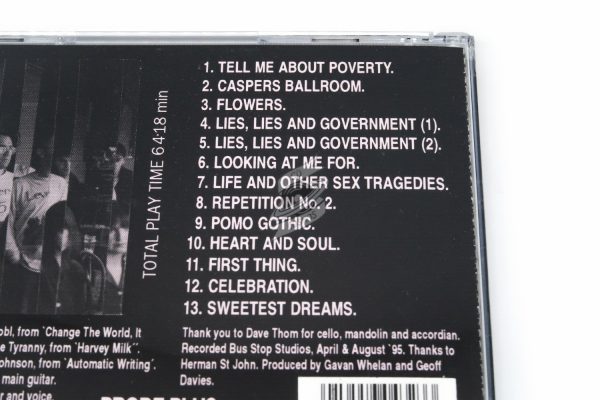 1. TELL ME ABOUT POVERTY.
2. CASPERS BALLROOM.
3. FLOWERS.
4. LIES, LIES AND GOVERNMENT (1).
5. LIES, LIES AND GOVERNMENT (2).
6. LOOKING AT ME FOR.
7. LIFE AND OTHER SEX TRAGEDIES.
8. REPETITION No. 2.
9. POMO GOTHIC.
10. HEART AND SOUL.
11. FIRST THING.
12. CELEBRATION.
13. SWEETEST DREAMS.
TOTAL PLAY TIME 64·18 min
obl, from `Change The World, It
e Tyranny, from `Harvey Milk´´.
ohnson, from `Automatic Writing´.
main guitar.
r and voice.
Thank you to Dave Thom for cello, mandolin and accordian.
Recorded Bus Stop Studios, April & August `95. Thanks to
Herman St John. Produced by Gavan Whelan and Geoff
Davies.
PROBE PLUS